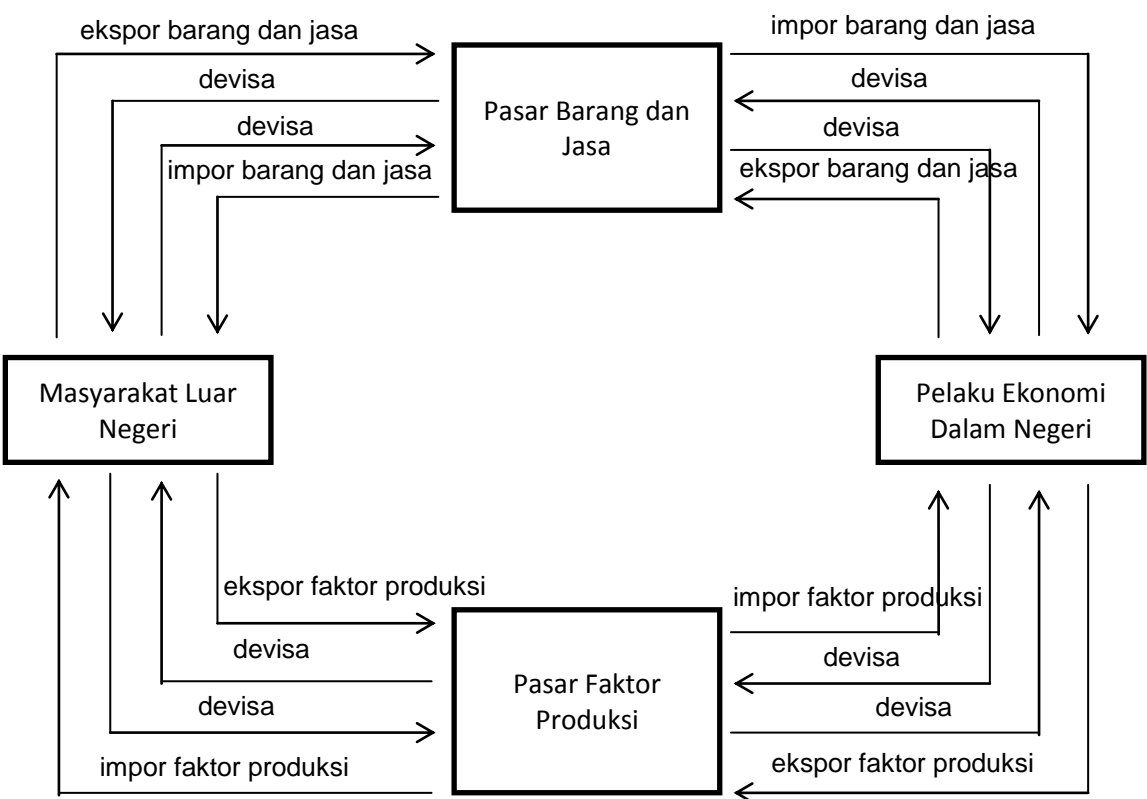 ekspor barang dan jasa
impor barang dan jasa
devisa
devisa
Pasar Barang dan
Jasa
devisa
devisa
impor barang dan jasa
ekspor barang dan jasa
Masyarakat Luar
Negeri
Pelaku Ekonomi
Dalam Negeri
ekspor faktor produksi
impor faktor produksi
devisa
devisa
Pasar Faktor
Produksi
devisa
devisa
impor faktor produksi
ekspor faktor produksi